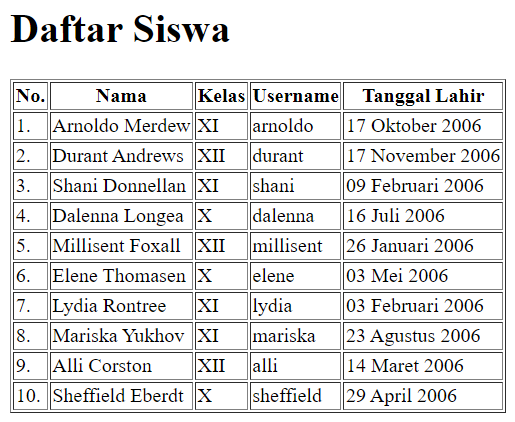 Daftar Siswa
No. Nama Kelas Username Tanggal Lahir
1. Arnoldo Merdew XI arnoldo 17 Oktober 2006
2. Durant Andrews XII durant 17 November 2006
3. Shani Donnellan XI shani 09 Februari 2006
4. Dalenna Longea X dalenna 16 Juli 2006
5. Millisent Foxall XII millisent 26 Januari 2006
6. Elene Thomasen X elene 03 Mei 2006
7. Lydia Rontree XI lydia 03 Februari 2006
8. Mariska Yukhov XI mariska 23 Agustus 2006
9. Alli Corston XII alli 14 Maret 2006
10. Sheffield Eberdt X sheffield 29 April 2006